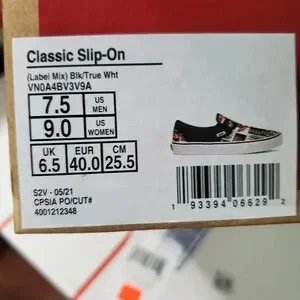 Classic Slip-On
(Label Mix) Blk/True Wht
VN0A4BV3V9A
7.5 US MEN
9.0 US WOMEN
UK EUR CM
6.5 40.0 25.5
S2V - 05/21
CPSIA PO/CUT#
4001212348
1 93394 06629 2